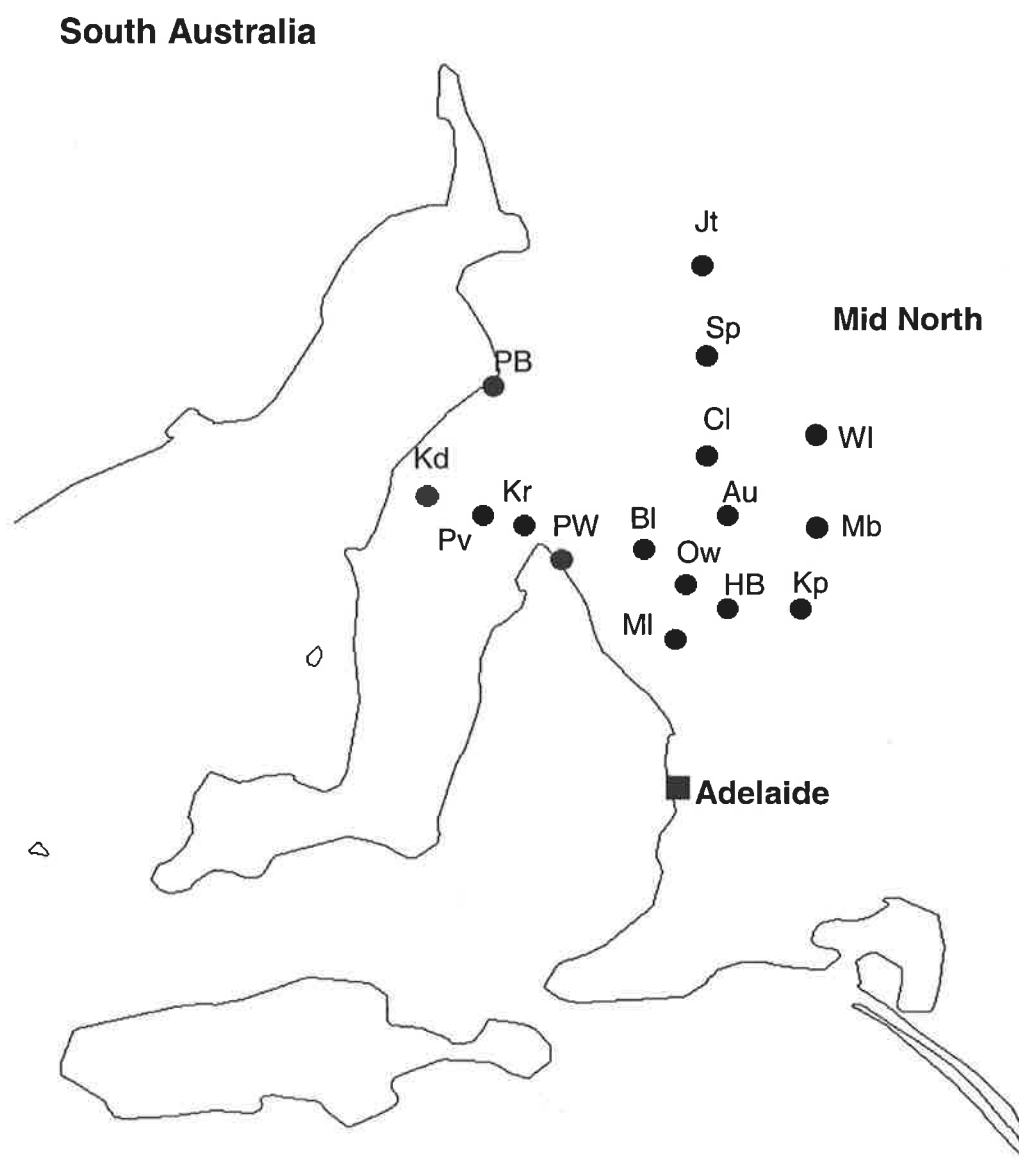 South Australia
Jt
Mid North
Sp
PB
Cl
Wl
Kd
Kr
Au
Pv
PW
Bl
Mb
Ow
HB
Kp
Ml
Adelaide